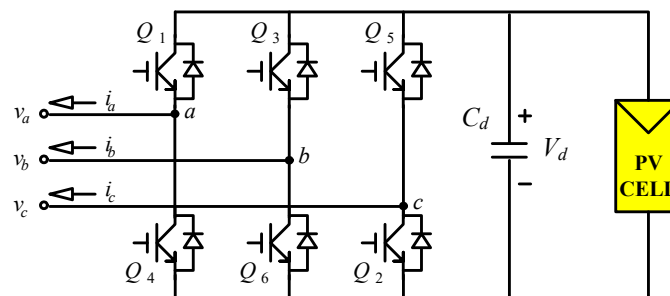 Q1 Q3 Q5
ia
va a
Cd + Vd −
ib
vb b
PV
CELL
ic
vc c
Q4 Q6 Q2